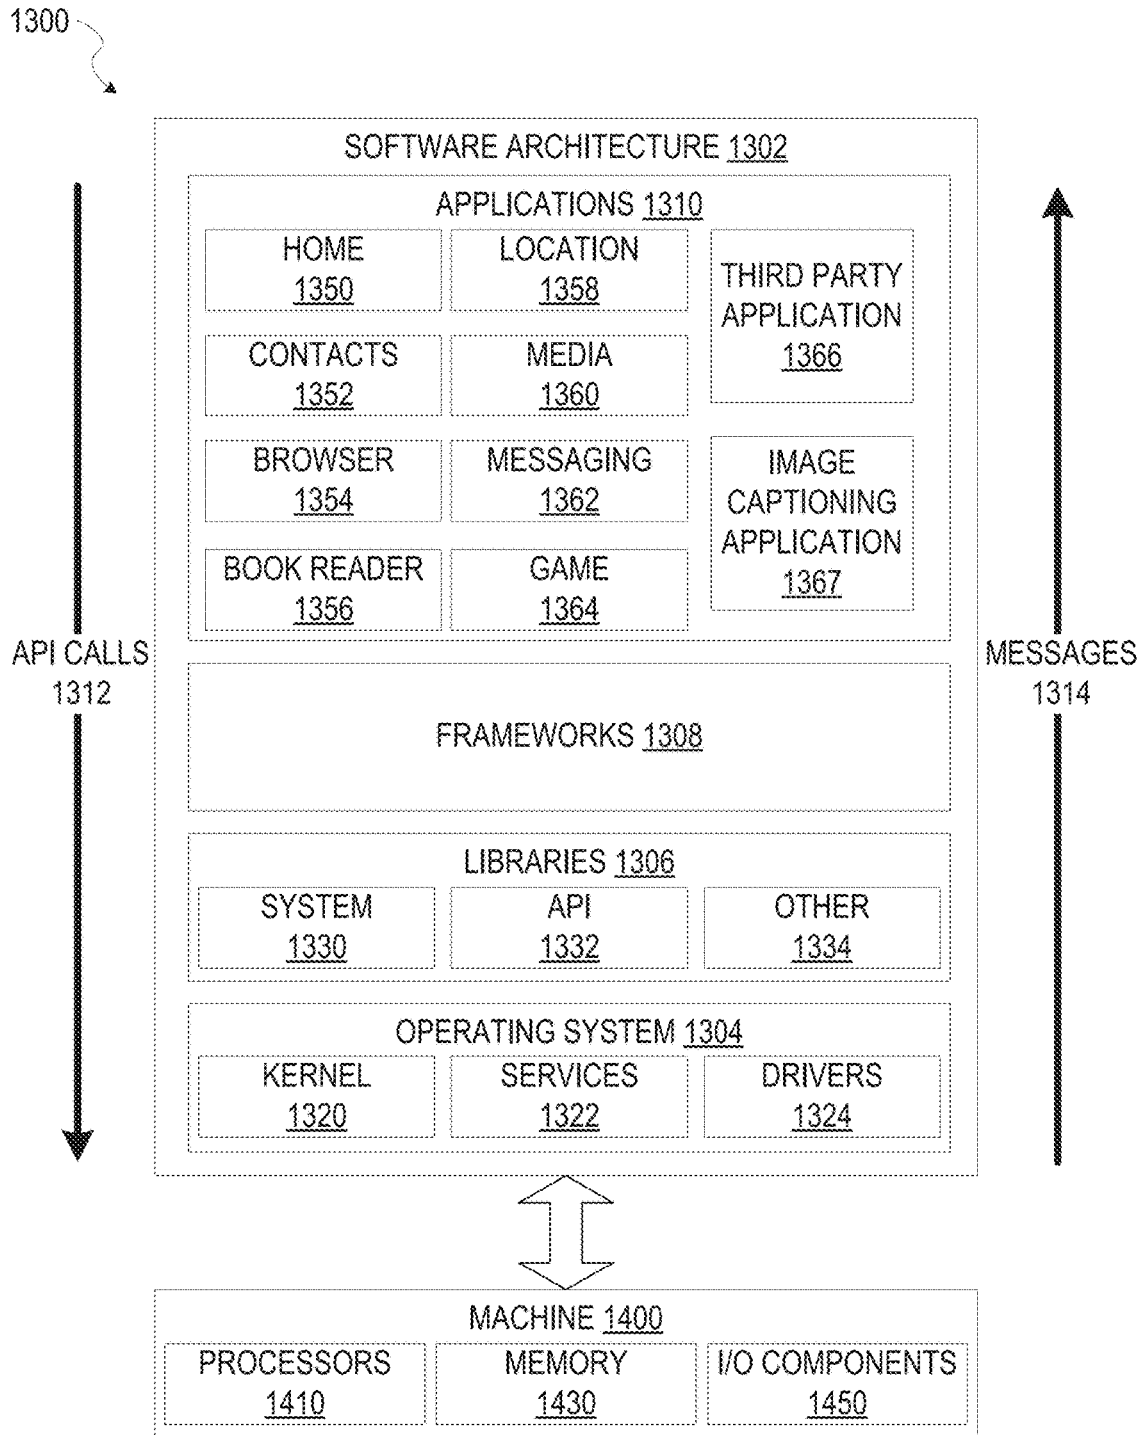 1300
SOFTWARE ARCHITECTURE 1302
APPLICATIONS 1310
HOME
1350
LOCATION
1358
THIRD PARTY
APPLICATION
1366
CONTACTS
1352
MEDIA
1360
BROWSER
1354
MESSAGING
1362
IMAGE
CAPTIONING
APPLICATION
1367
BOOK READER
1356
GAME
1364
API CALLS
1312
MESSAGES
1314
FRAMEWORKS 1308
LIBRARIES 1306
SYSTEM
1330
API
1332
OTHER
1334
OPERATING SYSTEM 1304
KERNEL
1320
SERVICES
1322
DRIVERS
1324
MACHINE 1400
PROCESSORS
1410
MEMORY
1430
I/O COMPONENTS
1450